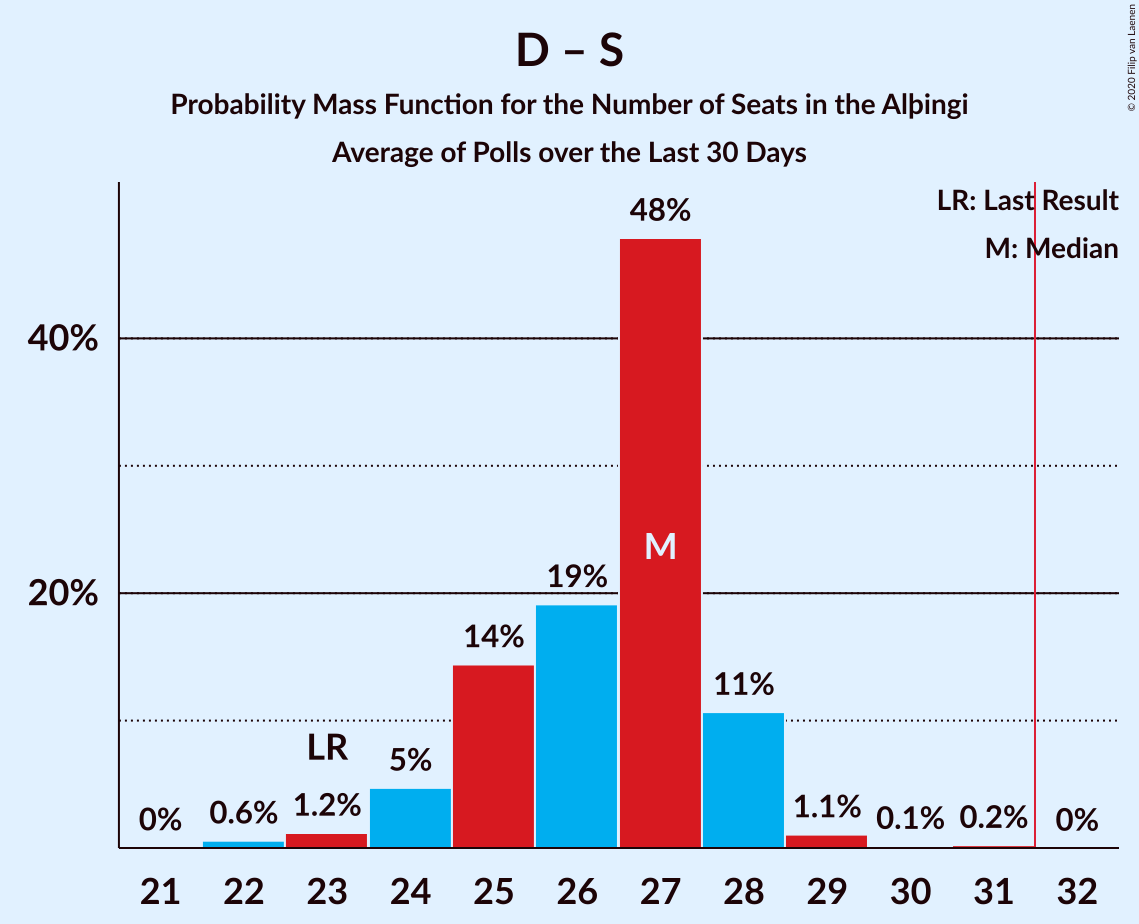 D – S
Probability Mass Function for the Number of Seats in the Alþingi
Average of Polls over the Last 30 Days
© 2020 Filip van Laenen
LR: Last Result
M: Median
40%
20%
0%
0.6%
LR
1.2%
5%
14%
19%
48%
M
11%
1.1%
0.1%
0.2%
0%
21 22 23 24 25 26 27 28 29 30 31 32